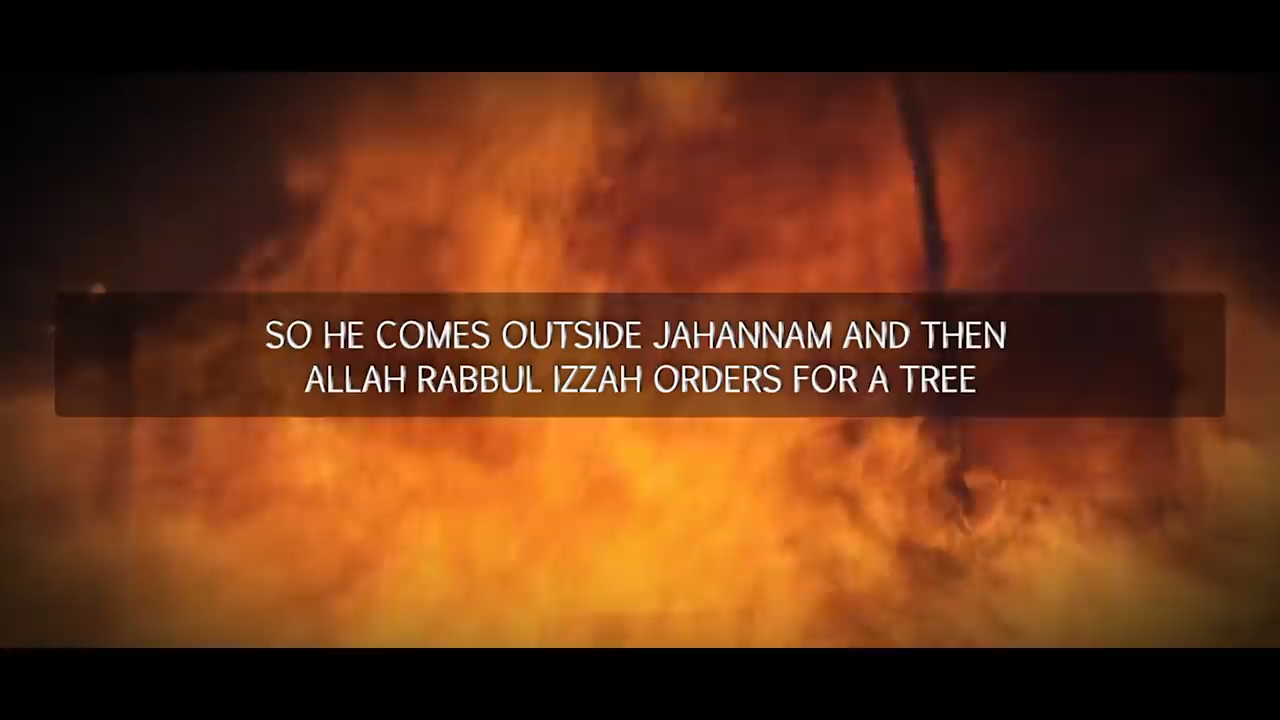 SO HE COMES OUTSIDE JAHANNAM AND THEN
ALLAH RABBUL IZZAH ORDERS FOR A TREE